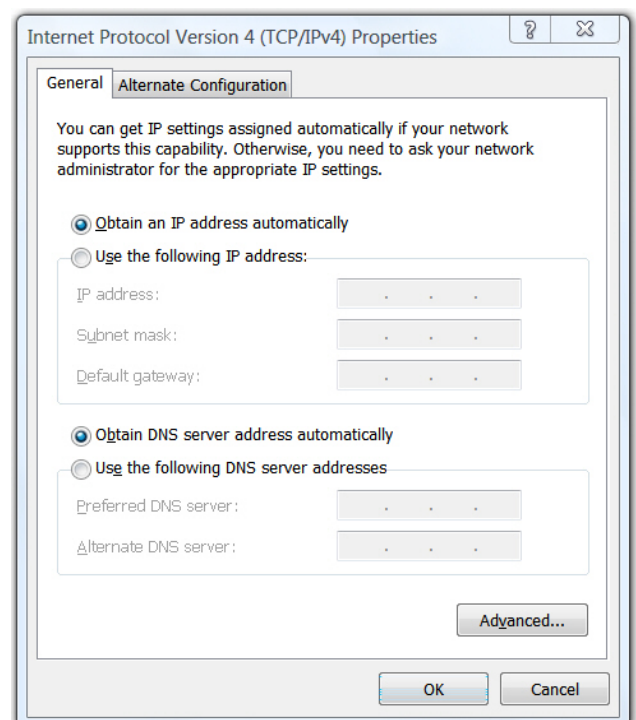 Internet Protocol Version 4 (TCP/IPv4) Properties
General
Alternate Configuration
You can get IP settings assigned automatically if your network
supports this capability. Otherwise, you need to ask your network
administrator for the appropriate IP settings.
Obtain an IP address automatically
Use the following IP address:
IP address:
Subnet mask:
Default gateway:
Obtain DNS server address automatically
Use the following DNS server addresses
Preferred DNS server:
Alternate DNS server:
Advanced...
OK
Cancel